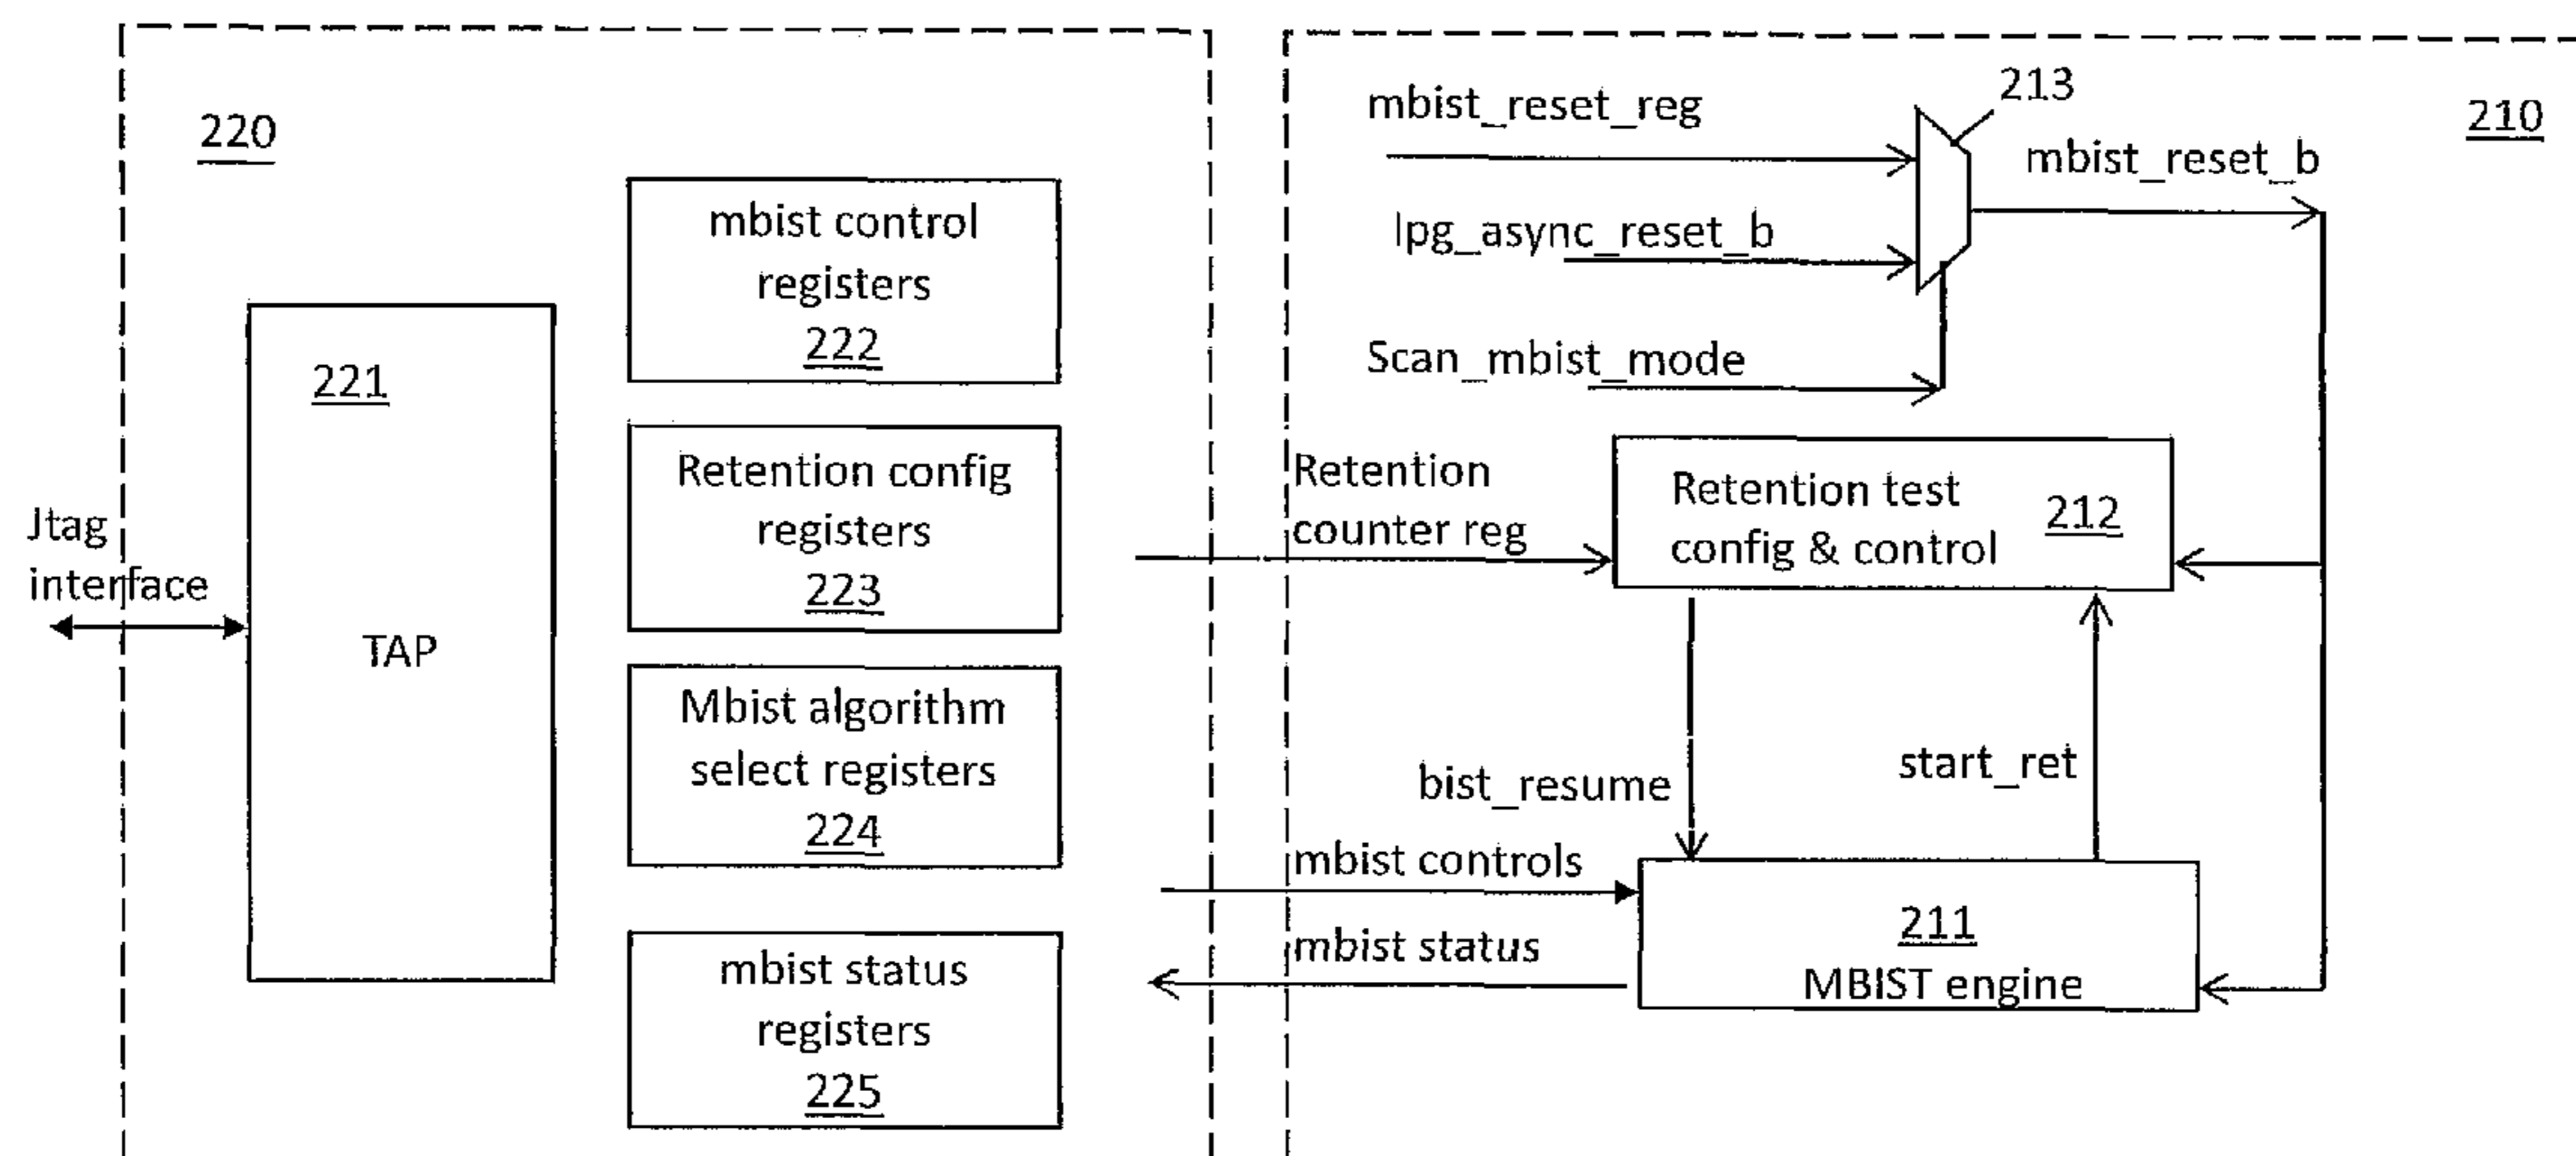 220
221
TAP
Jtag
interface
mbist control
registers
222
Retention config
registers
223
Mbist algorithm
select registers
224
mbist status
registers
225
210
mbist_reset_reg
213
mbist_reset_b
Ipg_async_reset_b
Scan_mbist_mode
Retention
counter reg
Retention test
config & control
212
bist_resume
start_ret
mbist controls
mbist status
211
MBIST engine